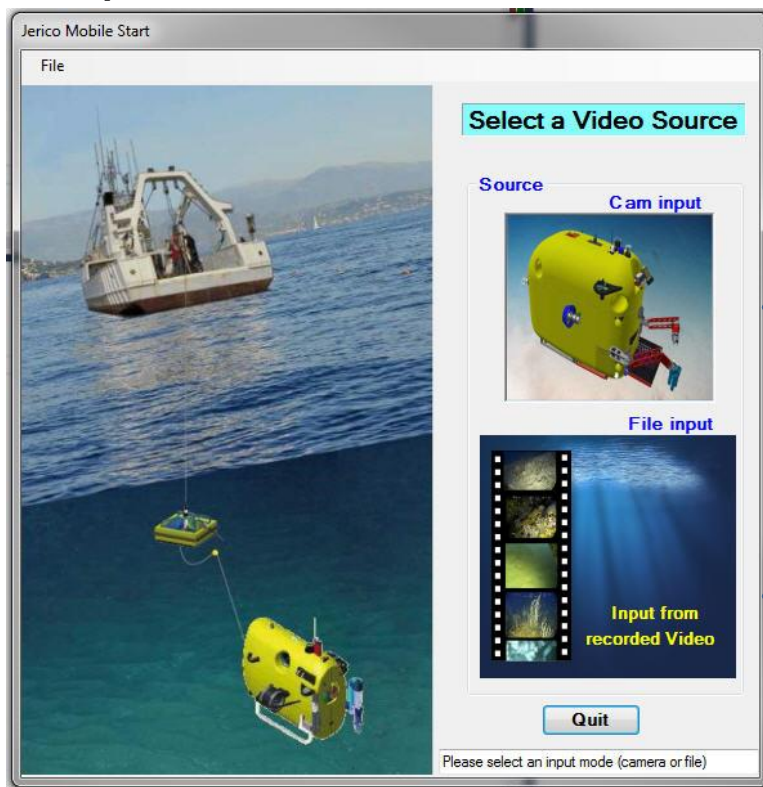 Jerico Mobile Start
File
Select a Video Source
Source
Cam input
File input
Input from
recorded Video
Quit
Please select an input mode (camera or file)